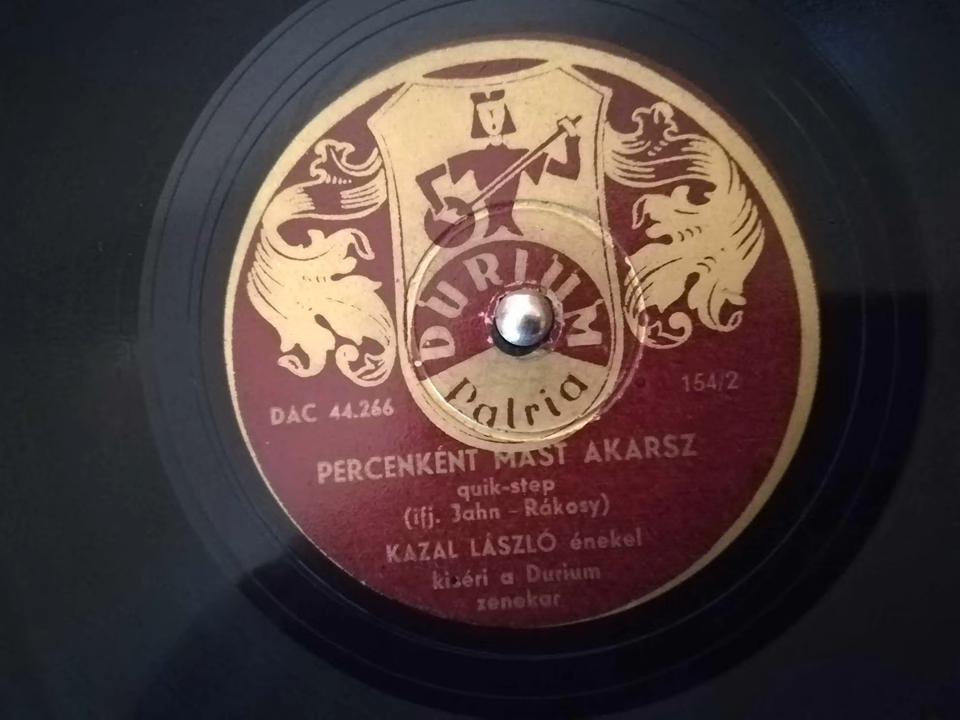 DURIUM
Patria
154/2
DAC 44.266
PERCENKÉNT MÁST AKARSZ
quik-step
(ifj. Jahn - Rákosy)
KAZAL LÁSZLÓ énekel
kiséri a Durium
zenekar